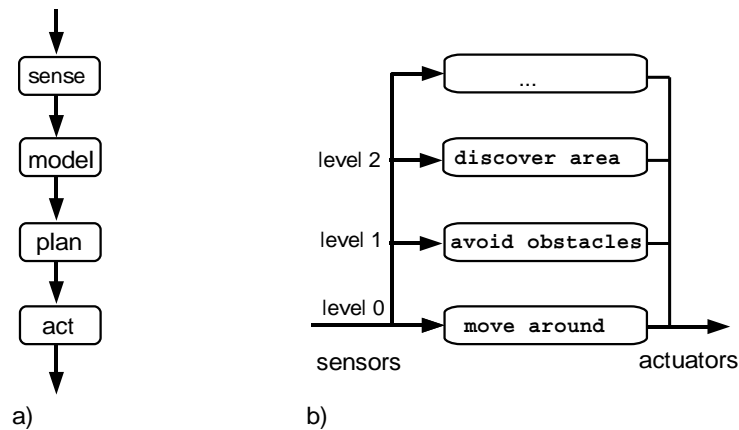 sense
model
plan
act
a)
...
level 2
discover area
level 1
avoid obstacles
level 0
move around
sensors
actuators
b)